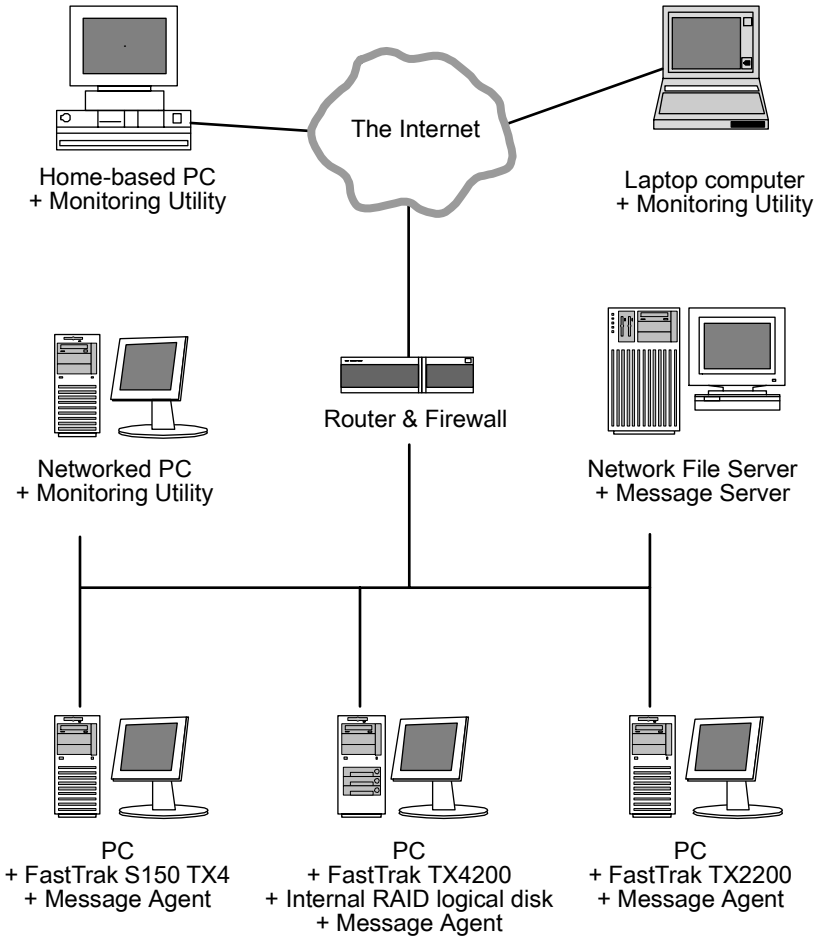 The Internet
Home-based PC
+ Monitoring Utility
Laptop computer
+ Monitoring Utility
Router & Firewall
Networked PC
+ Monitoring Utility
Network File Server
+ Message Server
PC
+ FastTrak S150 TX4
+ Message Agent
PC
+ FastTrak TX4200
+ Internal RAID logical disk
+ Message Agent
PC
+ FastTrak TX2200
+ Message Agent